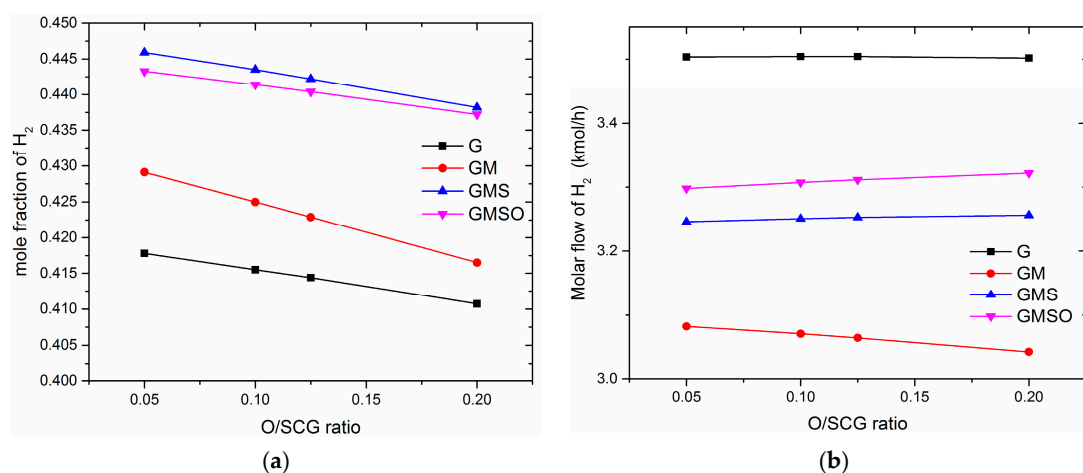 0.450
0.445
0.440
0.435
0.430
0.425
0.420
0.415
0.410
0.405
0.400
mole fraction of H2
G
GM
GMS
GMSO
0.05
0.10
0.15
0.20
O/SCG ratio
(a)
3.4
3.2
3.0
Molar flow of H2 (kmol/h)
G
GM
GMS
GMSO
0.05
0.10
0.15
0.20
O/SCG ratio
(b)